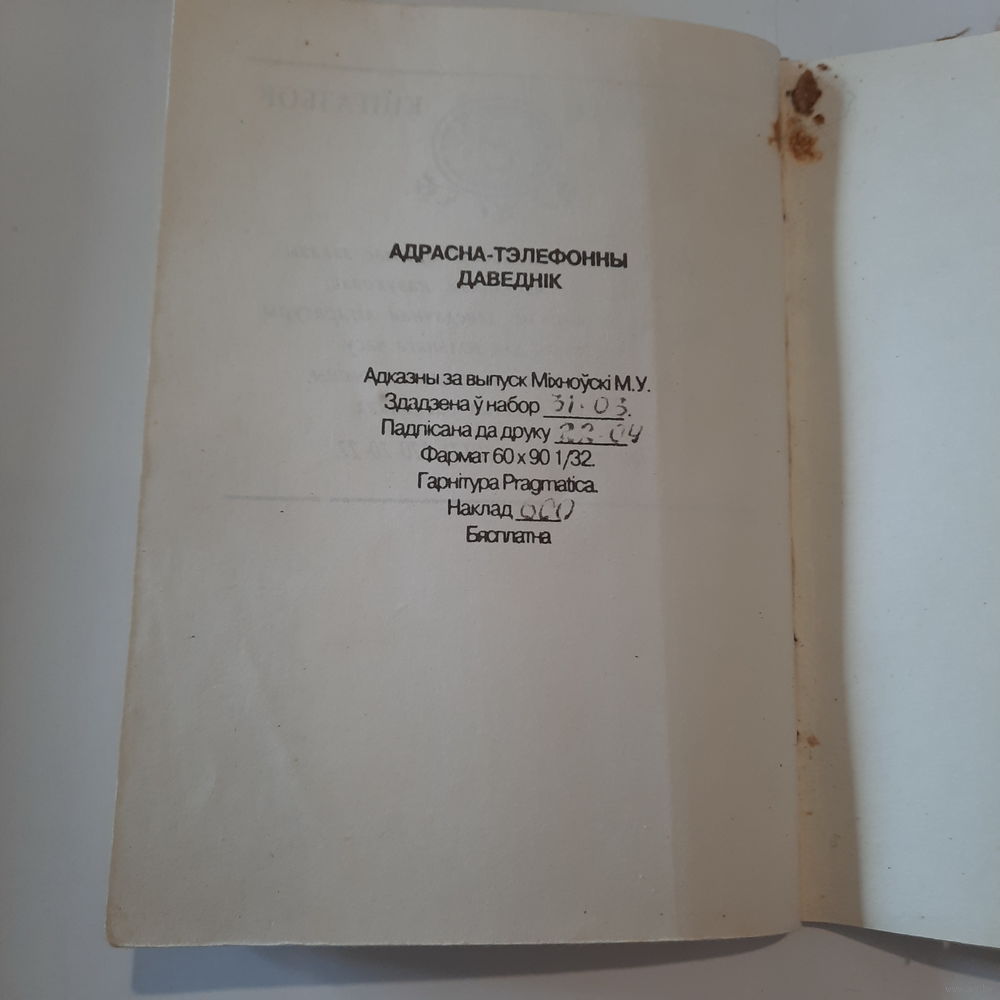 АДРАСНА-ТЭЛЕФОННЫ
ДАВЕДНІК
Адказны за выпуск Міхноўскі М.У.
Здадзена ў набор 31.03.
Падпісана да друку 22.04
Фармат 60 х 90 1/32.
Гарнітура Pragmatica.
Наклад
Бясплатна